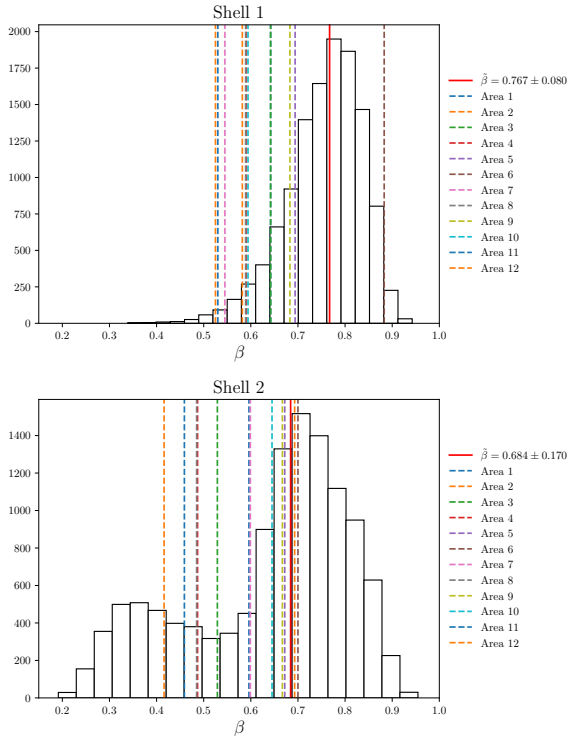 Shell 1
2000
1750
1500
1250
1000
750
500
250
0
0.2 0.3 0.4 0.5 0.6 0.7 0.8 0.9 1.0
β
β̃ = 0.767 ± 0.080
Area 1
Area 2
Area 3
Area 4
Area 5
Area 6
Area 7
Area 8
Area 9
Area 10
Area 11
Area 12
Shell 2
1400
1200
1000
800
600
400
200
0
0.2 0.3 0.4 0.5 0.6 0.7 0.8 0.9 1.0
β
β̃ = 0.684 ± 0.170
Area 1
Area 2
Area 3
Area 4
Area 5
Area 6
Area 7
Area 8
Area 9
Area 10
Area 11
Area 12